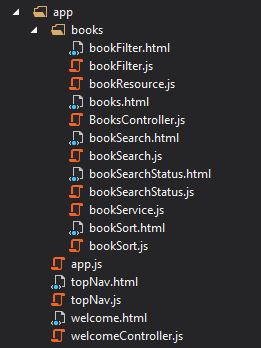 app
books
bookFilter.html
bookFilter.js
bookResource.js
books.html
BooksController.js
bookSearch.html
bookSearch.js
bookSearchStatus.html
bookSearchStatus.js
bookService.js
bookSort.html
bookSort.js
app.js
topNav.html
topNav.js
welcome.html
welcomeController.js